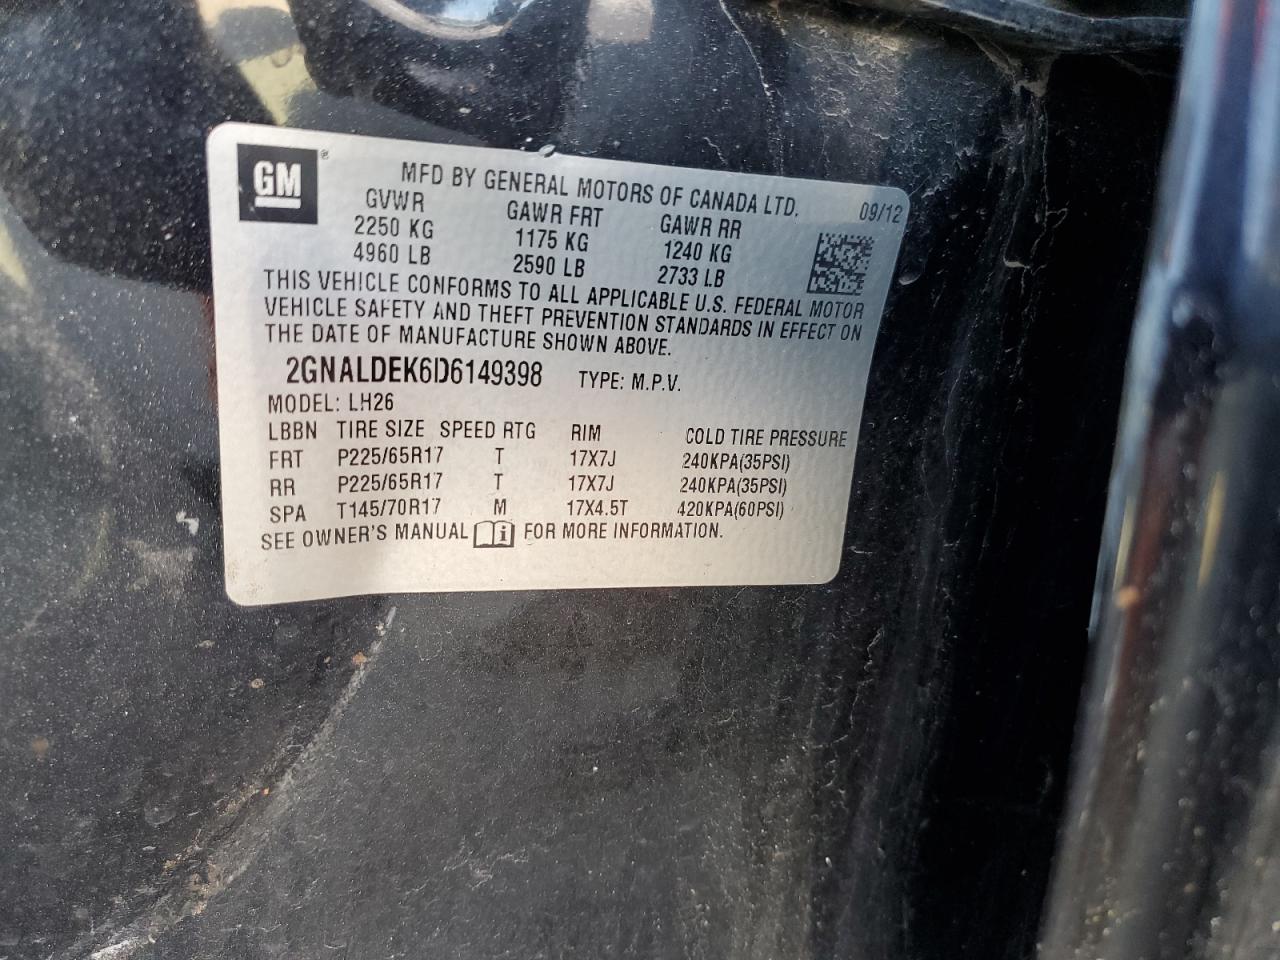 GM®
MFD BY GENERAL MOTORS OF CANADA LTD. 09/12
GVWR GAWR FRT GAWR RR
2250 KG 1175 KG 1240 KG
4960 LB 2590 LB 2733 LB
THIS VEHICLE CONFORMS TO ALL APPLICABLE U.S. FEDERAL MOTOR
VEHICLE SAFETY AND THEFT PREVENTION STANDARDS IN EFFECT ON
THE DATE OF MANUFACTURE SHOWN ABOVE.
2GNALDEK6D6149398 TYPE: M.P.V.
MODEL: LH26
LBBN TIRE SIZE SPEED RTG RIM COLD TIRE PRESSURE
FRT P225/65R17 T 17X7J 240KPA(35PSI)
RR P225/65R17 T 17X7J 240KPA(35PSI)
SPA T145/70R17 M 17X4.5T 420KPA(60PSI)
SEE OWNER'S MANUAL i FOR MORE INFORMATION.